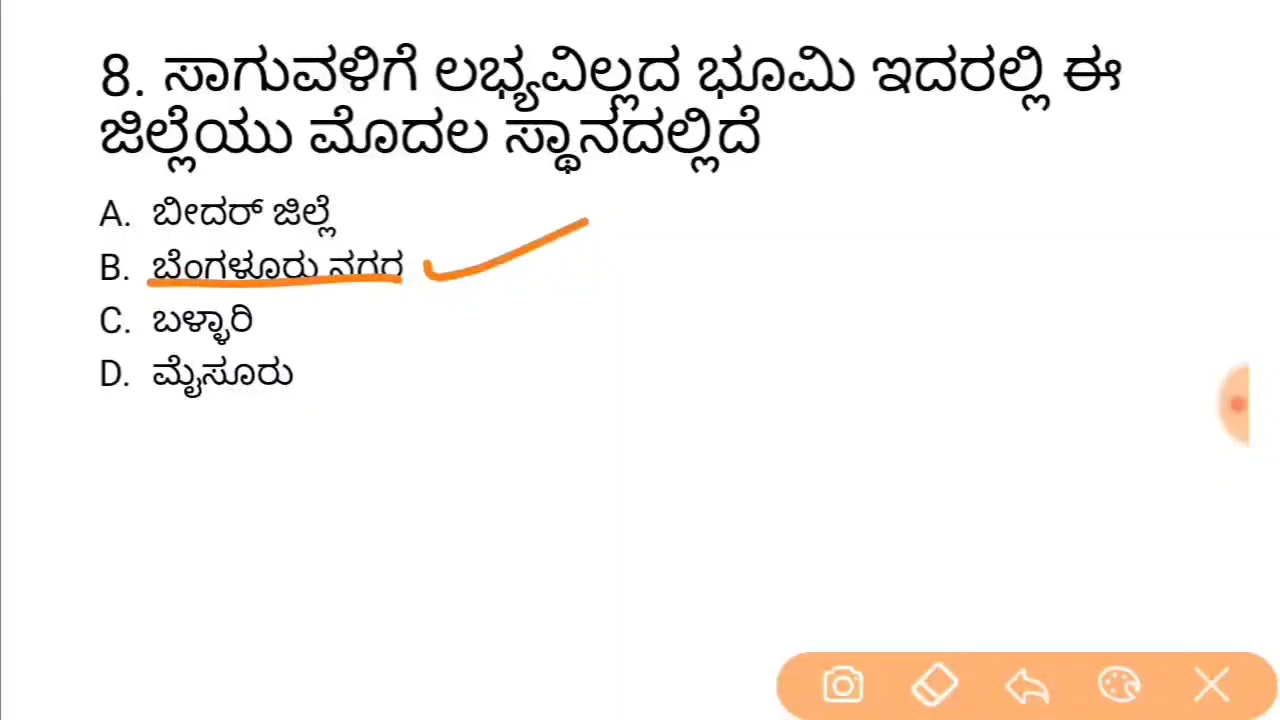 8. ಸಾಗುವಳಿಗೆ ಲಭ್ಯವಿಲ್ಲದ ಭೂಮಿ ಇದರಲ್ಲಿ ಈ
ಜಿಲ್ಲೆಯು ಮೊದಲ ಸ್ಥಾನದಲ್ಲಿದೆ
A. ಬೀದರ್ ಜಿಲ್ಲೆ
B. ಬೆಂಗಳೂರು ನಗರ
C. ಬಳ್ಳಾರಿ
D. ಮೈಸೂರು